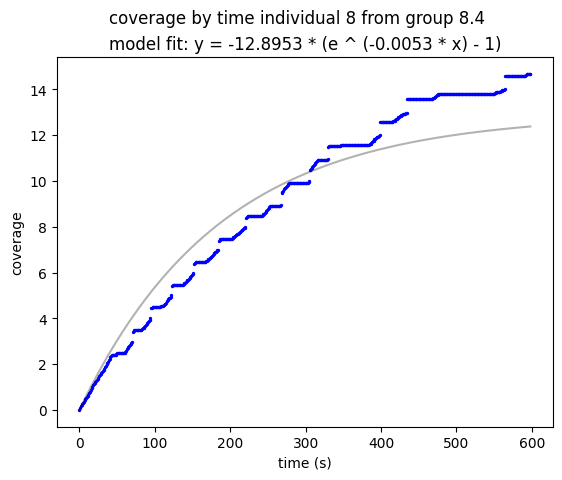 coverage by time individual 8 from group 8.4
model fit: y = -12.8953 * (e ^ (-0.0053 * x) - 1)
14
12
10
8
6
4
2
0
coverage
0 100 200 300 400 500 600
time (s)